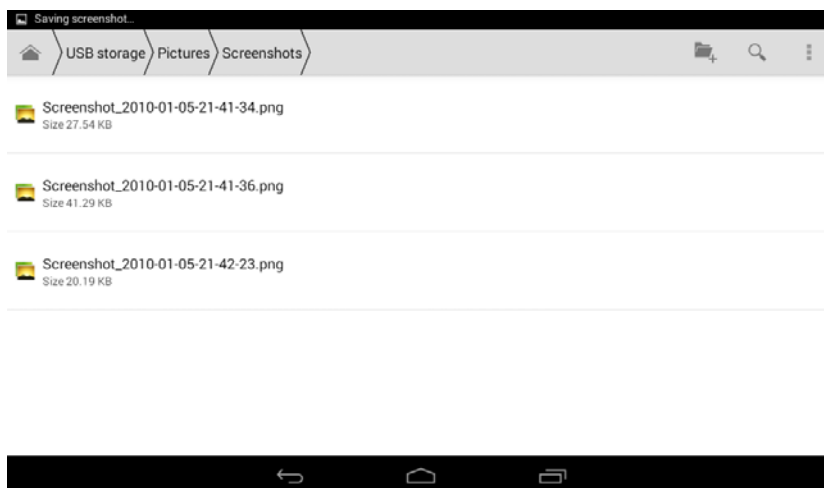 Saving screenshot...
USB storage Pictures Screenshots
Screenshot_2010-01-05-21-41-34.png
Size 27.54 KB
Screenshot_2010-01-05-21-41-36.png
Size 41.29 KB
Screenshot_2010-01-05-21-42-23.png
Size 20.19 KB